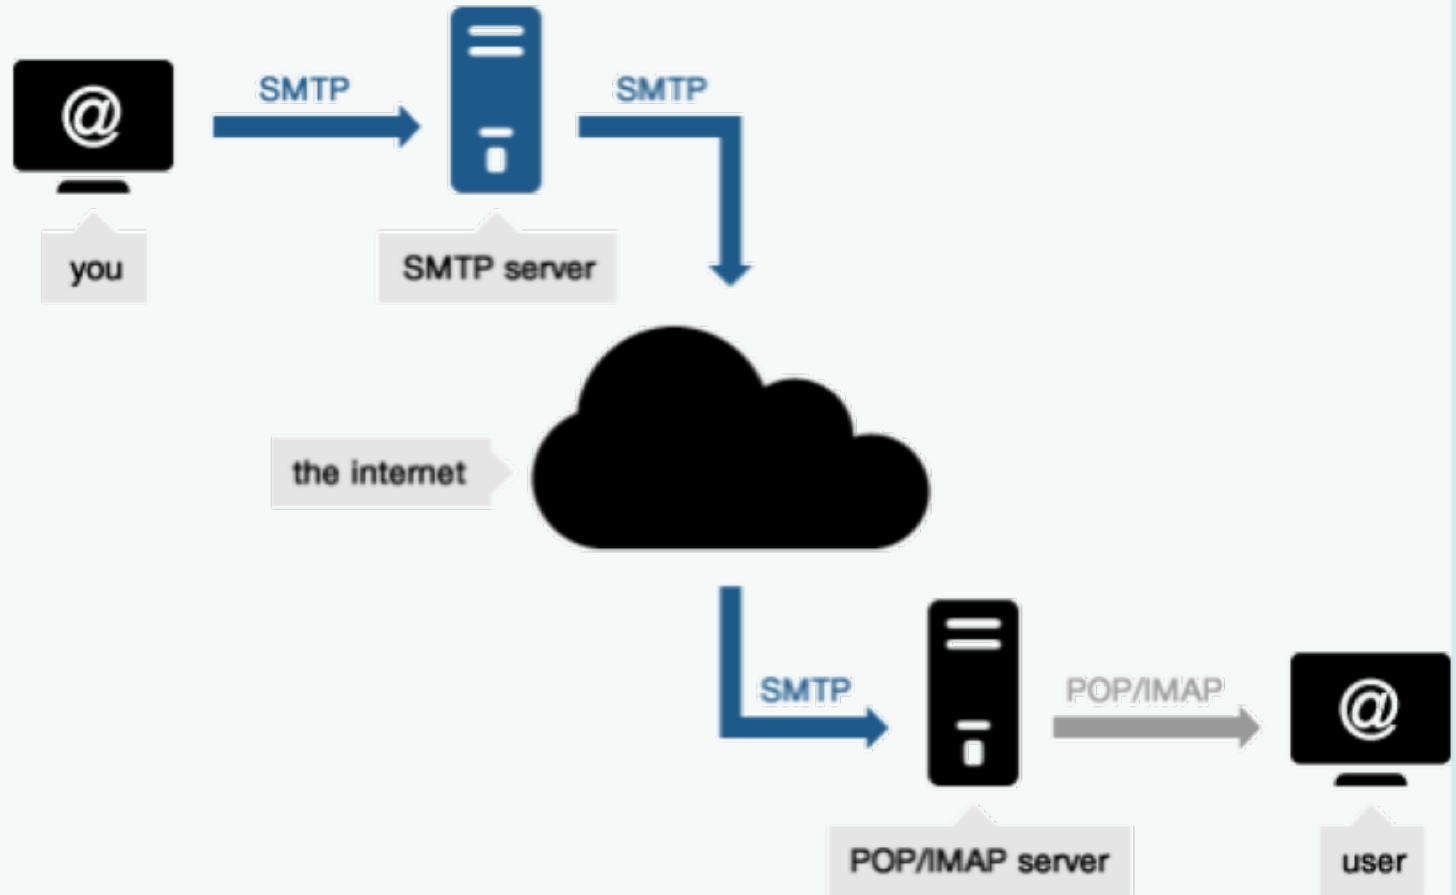 @
SMTP
SMTP
you
SMTP server
the internet
SMTP
POP/IMAP
@
POP/IMAP server
user